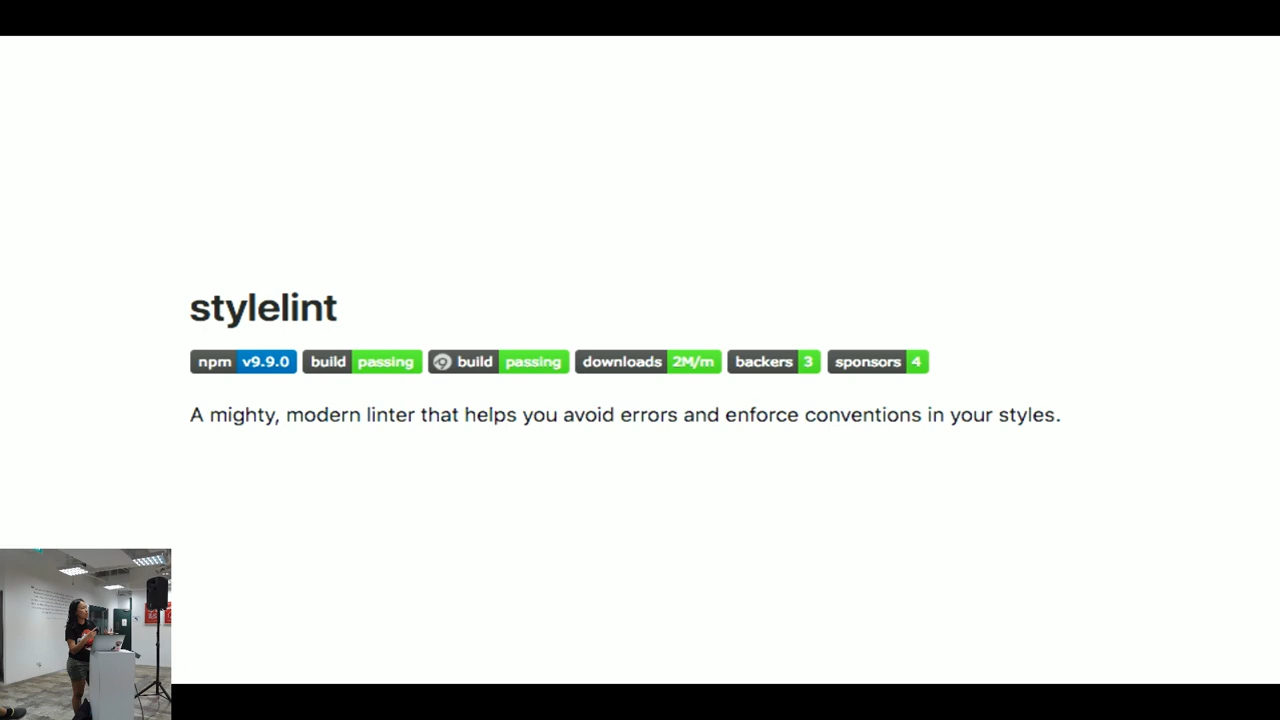 stylelint
npm v9.9.0 build passing build passing downloads 2M/m backers 3 sponsors 4
A mighty, modern linter that helps you avoid errors and enforce conventions in your styles.